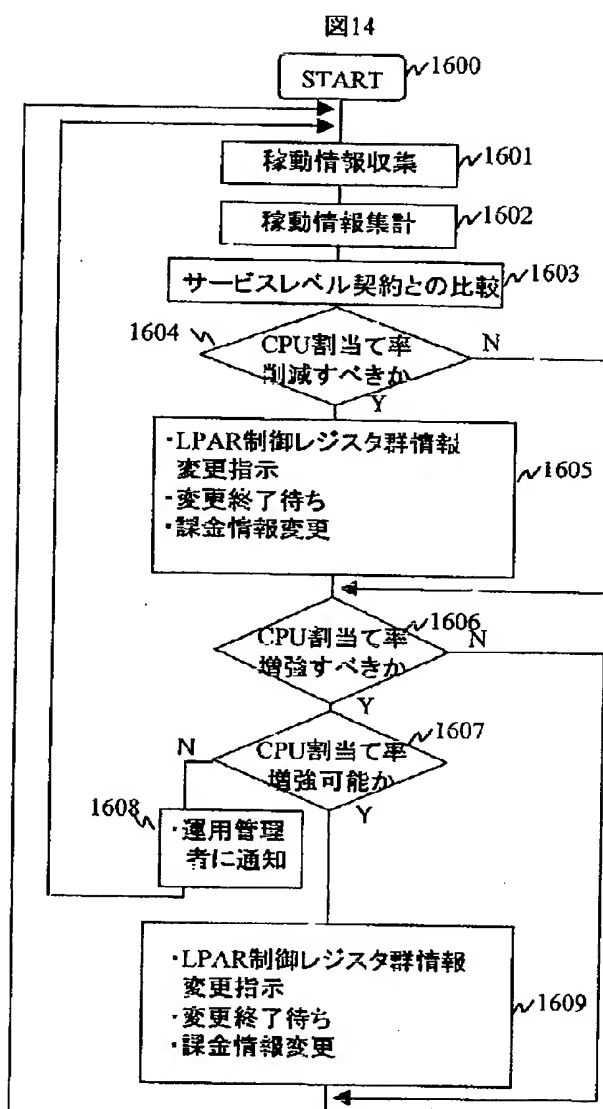 図14
START
1600
稼動情報収集
1601
稼動情報集計
1602
サービスレベル契約との比較
1603
1604
CPU割当て率
削減すべきか
N
Y
・LPAR制御レジスタ群情報
変更指示
・変更終了待ち
・課金情報変更
1605
CPU割当て率
増強すべきか
1606
N
Y
CPU割当て率
増強可能か
1607
N
Y
1608
・運用管理
者に通知
・LPAR制御レジスタ群情報
変更指示
・変更終了待ち
・課金情報変更
1609